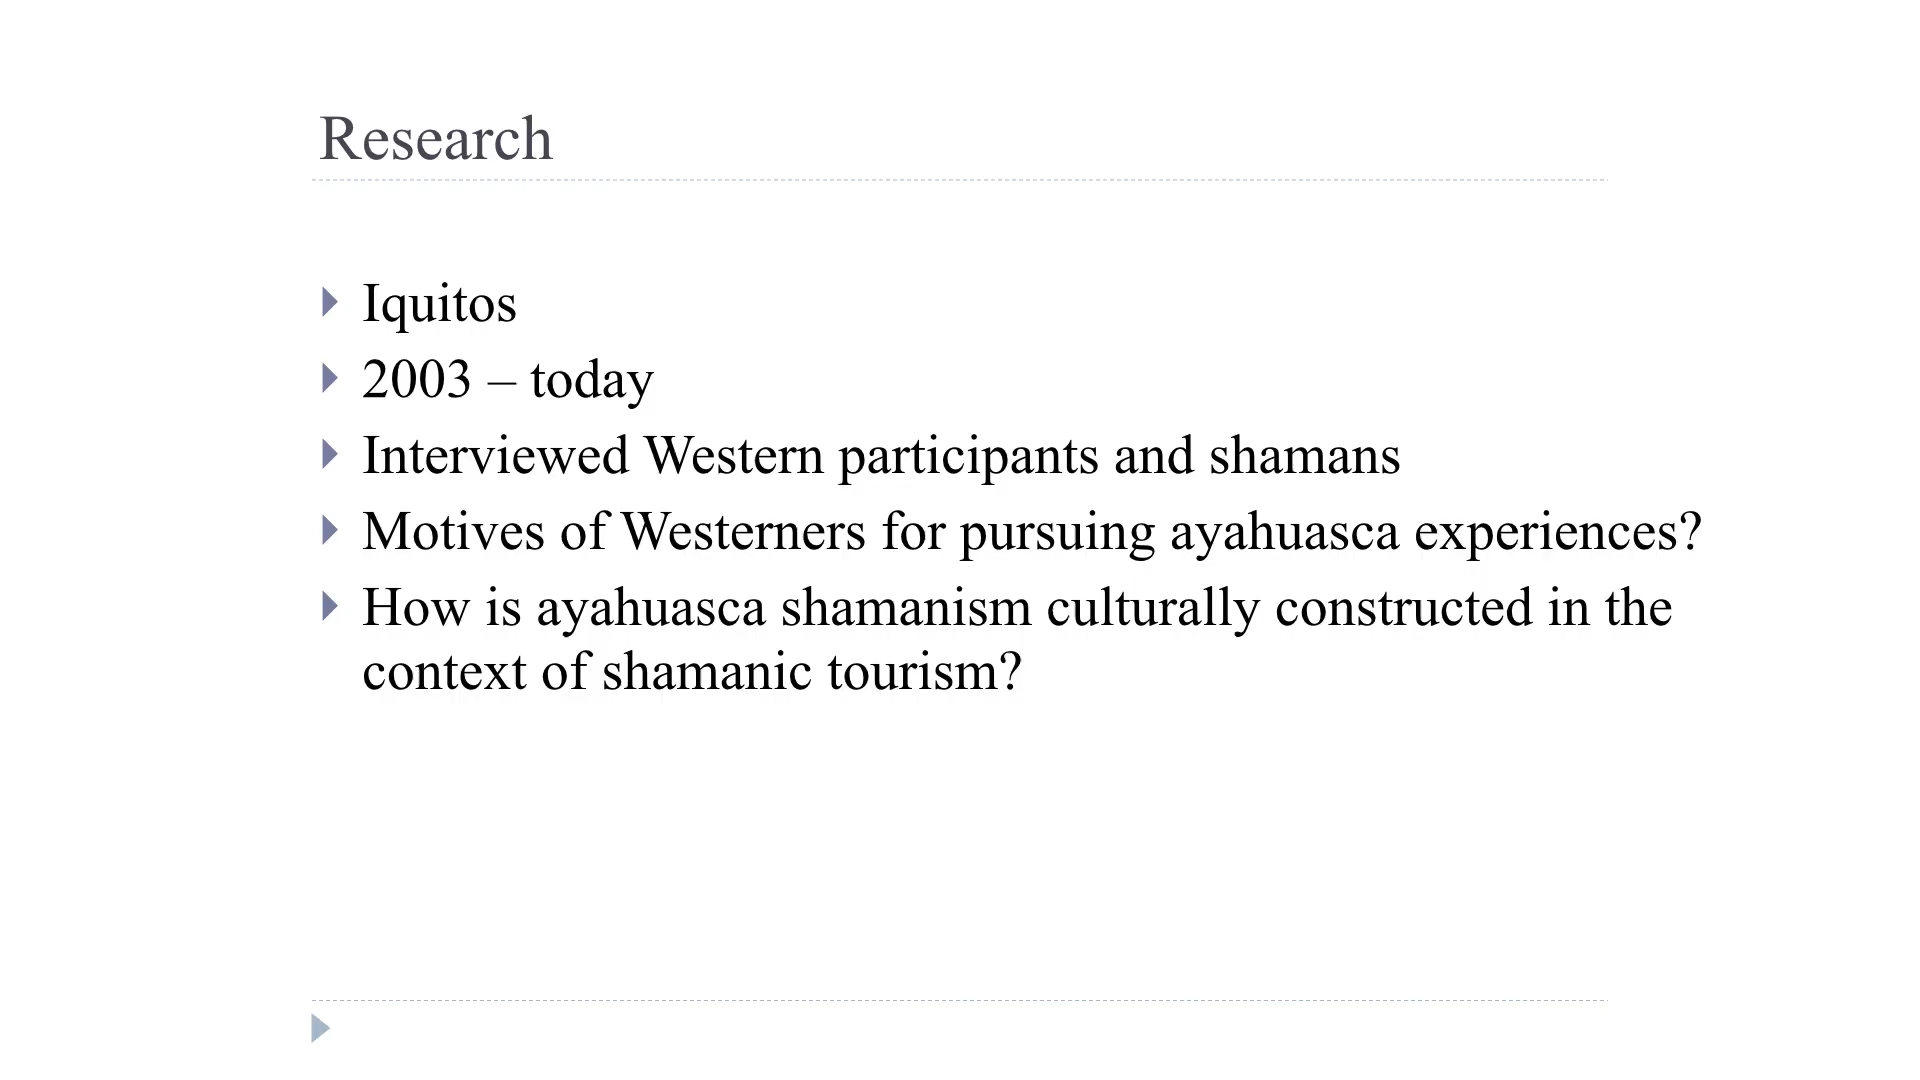 Research
Iquitos
2003 – today
Interviewed Western participants and shamans
Motives of Westerners for pursuing ayahuasca experiences?
How is ayahuasca shamanism culturally constructed in the
context of shamanic tourism?